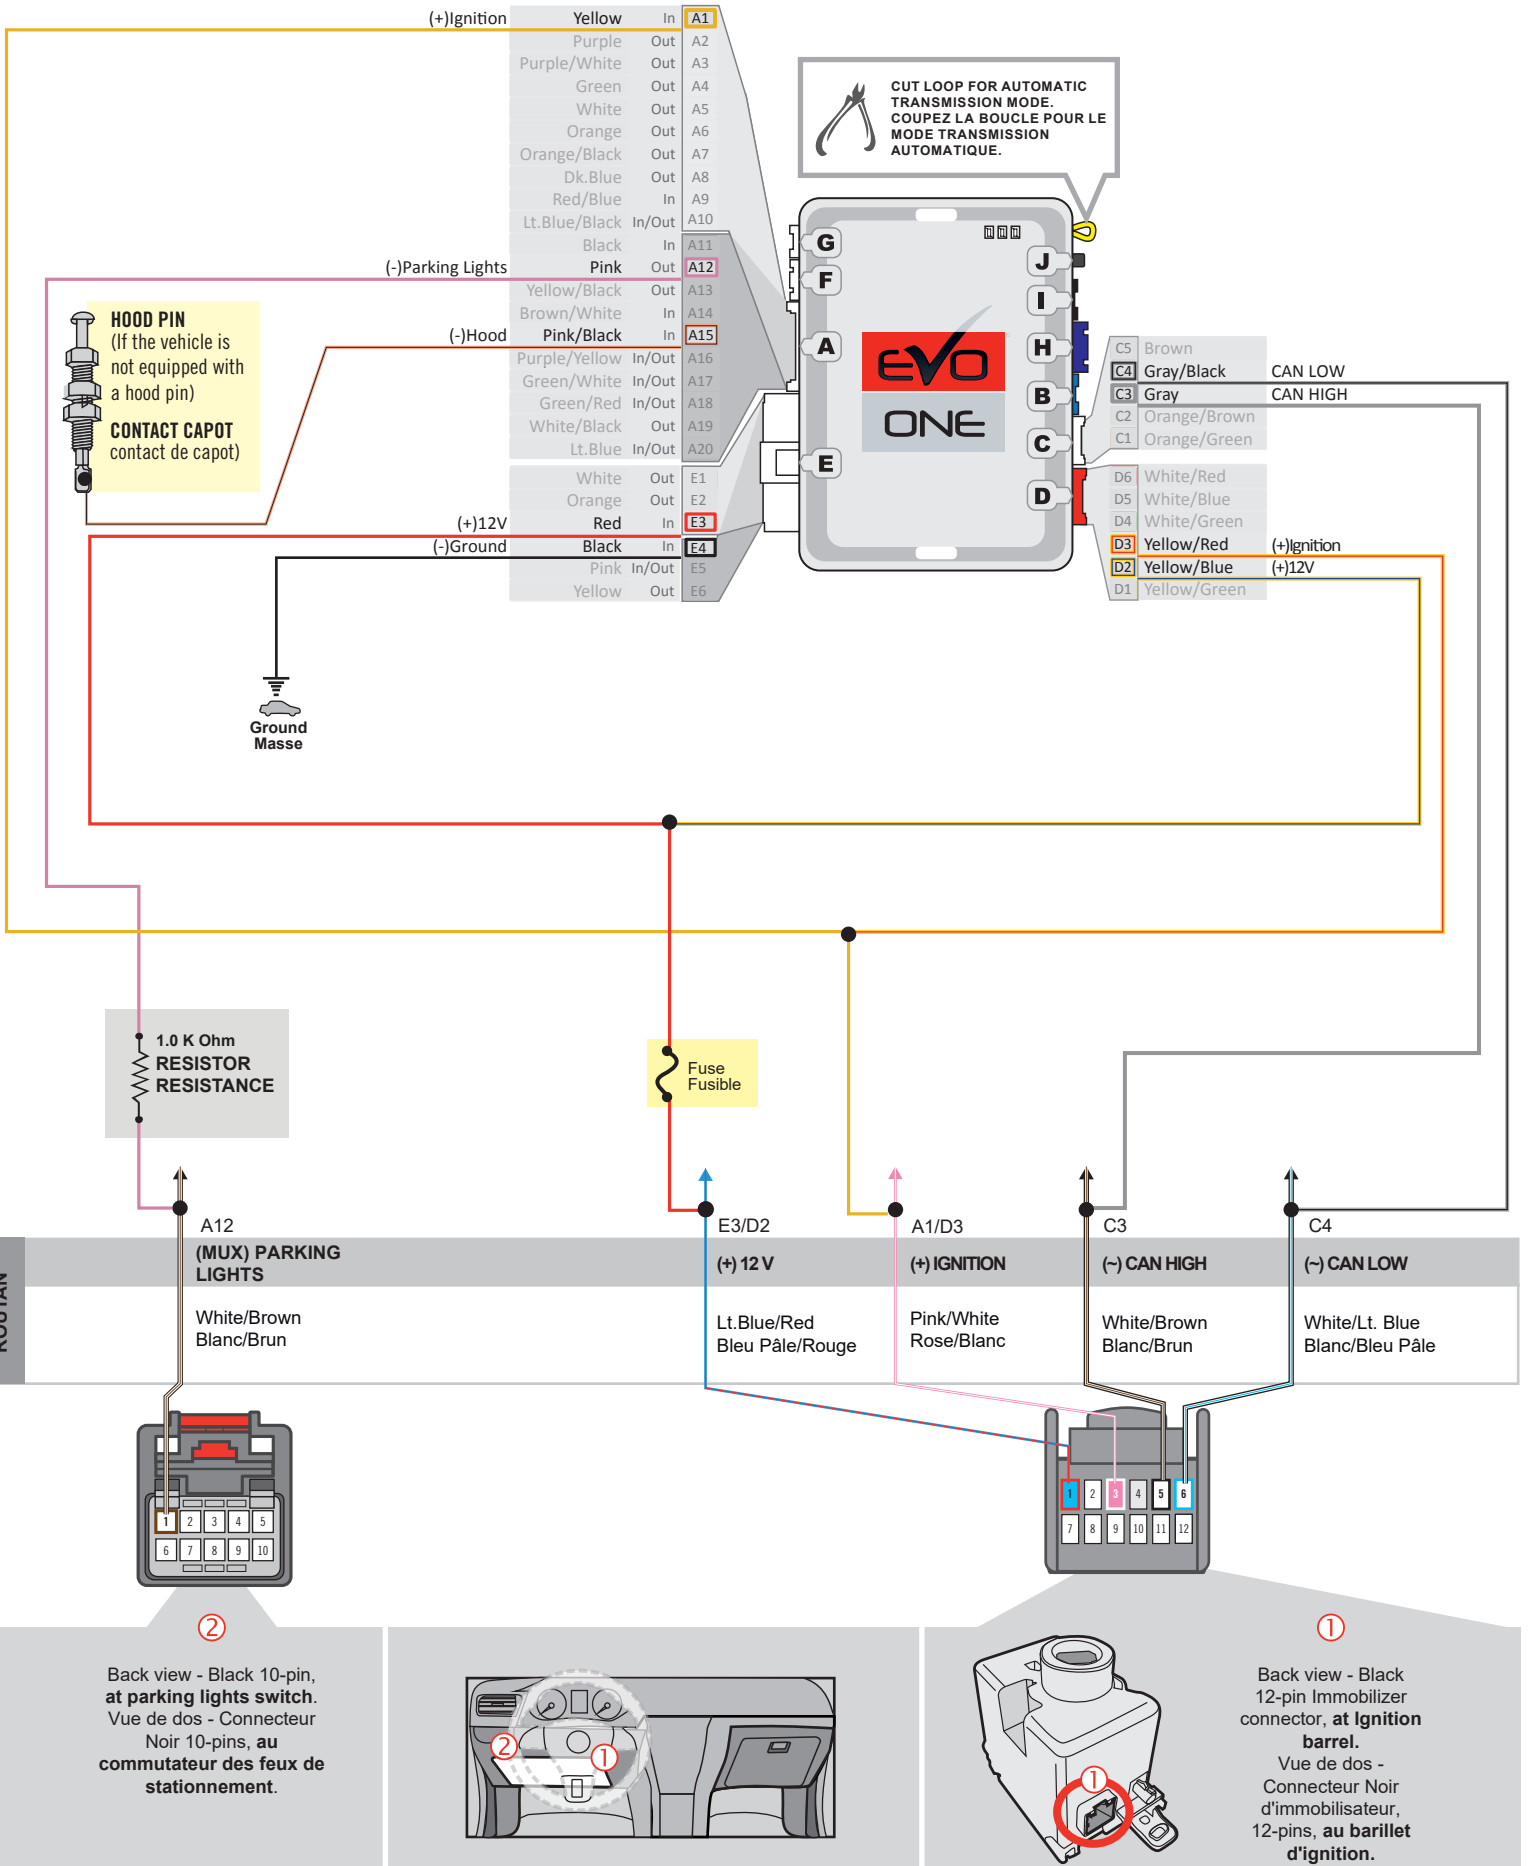 (+)Ignition Yellow In A1
Purple Out A2
Purple/White Out A3
Green Out A4
White Out A5
Orange Out A6
Orange/Black Out A7
Dk.Blue Out A8
Red/Blue In A9
Lt.Blue/Black In/Out A10
Black In A11
(-)Parking Lights Pink Out A12
Yellow/Black Out A13
Brown/White In A14
(-)Hood Pink/Black In A15
Purple/Yellow In/Out A16
Green/White In/Out A17
Green/Red In/Out A18
White/Black Out A19
Lt.Blue In/Out A20
White Out E1
Orange Out E2
(+)12V Red In E3
(-)Ground Black In E4
Pink In/Out E5
Yellow Out E6
CUT LOOP FOR AUTOMATIC
TRANSMISSION MODE.
COUPEZ LA BOUCLE POUR LE
MODE TRANSMISSION
AUTOMATIQUE.
HOOD PIN
(If the vehicle is
not equipped with
a hood pin)
CONTACT CAPOT
contact de capot)
G
F
A
E
J
I
H
B
C
D
EVO
ONE
C5 Brown
C4 Gray/Black CAN LOW
C3 Gray CAN HIGH
C2 Orange/Brown
C1 Orange/Green
D6 White/Red
D5 White/Blue
D4 White/Green
D3 Yellow/Red (+)Ignition
D2 Yellow/Blue (+)12V
D1 Yellow/Green
Ground
Masse
1.0 K Ohm
RESISTOR
RESISTANCE
Fuse
Fusible
A12
E3/D2
A1/D3
C3
C4
ROUTAN
(MUX) PARKING
LIGHTS
(+) 12 V
(+) IGNITION
(~) CAN HIGH
(~) CAN LOW
White/Brown
Blanc/Brun
Lt.Blue/Red
Bleu Pâle/Rouge
Pink/White
Rose/Blanc
White/Brown
Blanc/Brun
White/Lt. Blue
Blanc/Bleu Pâle
1 2 3 4 5
6 7 8 9 10
1 2 3 4 5 6
7 8 9 10 11 12
2
Back view - Black 10-pin,
at parking lights switch.
Vue de dos - Connecteur
Noir 10-pins, au
commutateur des feux de
stationnement.
2
1
1
1
Back view - Black
12-pin Immobilizer
connector, at Ignition
barrel.
Vue de dos -
Connecteur Noir
d'immobilisateur,
12-pins, au barillet
d'ignition.